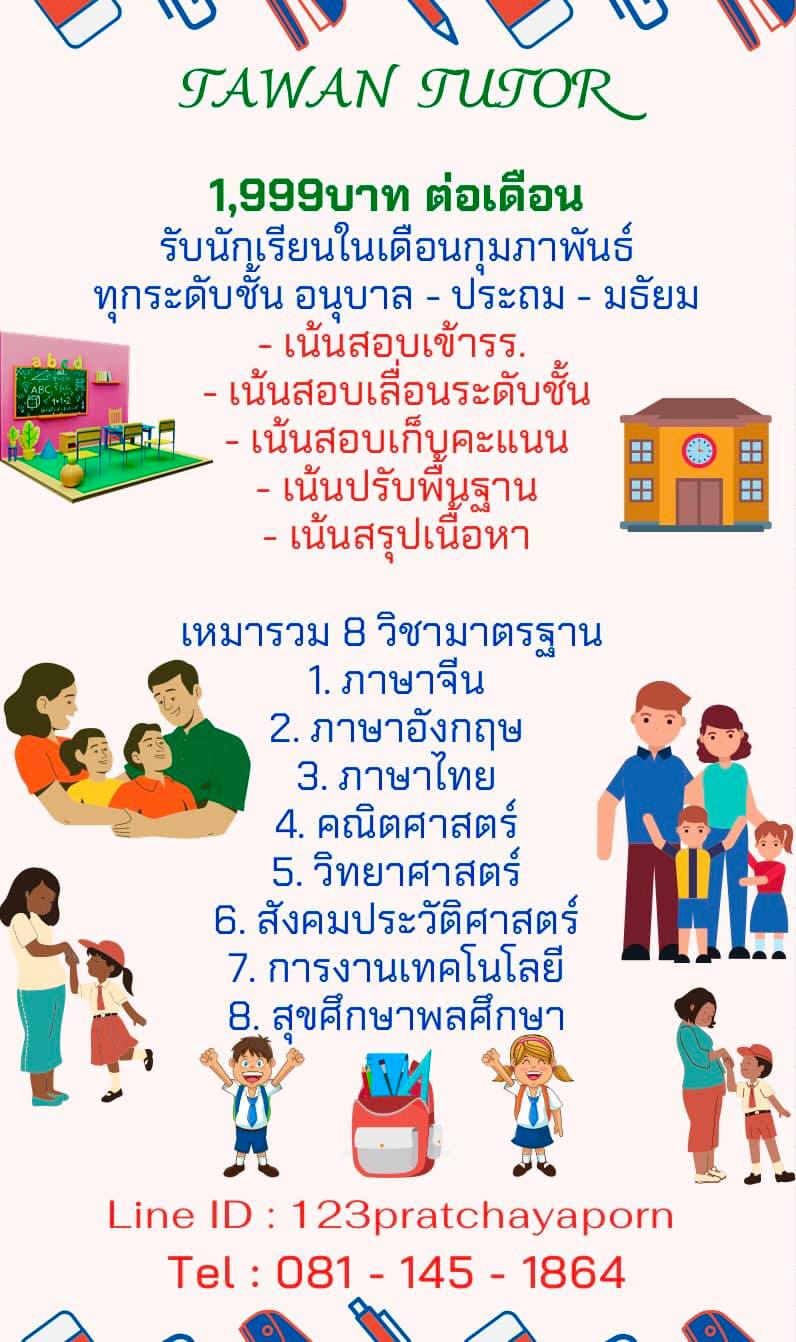 TAWAN TUTOR
1,999บาท ต่อเดือน
รับนักเรียนในเดือนกุมภาพันธ์
ทุกระดับชั้น อนุบาล - ประถม - มธัยม
- เน้นสอบเข้ารร.
- เน้นสอบเลื่อนระดับชั้น
- เน้นสอบเก็บคะแนน
- เน้นปรับพื้นฐาน
- เน้นสรุปเนื้อหา
abcd
ABC
1+1=2
เหมารวม 8 วิชามาตรฐาน
1. ภาษาจีน
2. ภาษาอังกฤษ
3. ภาษาไทย
4. คณิตศาสตร์
5. วิทยาศาสตร์
6. สังคมประวัติศาสตร์
7. การงานเทคโนโลยี
8. สุขศึกษาพลศึกษา
Line ID : 123pratchayaporn
Tel : 081 - 145 - 1864